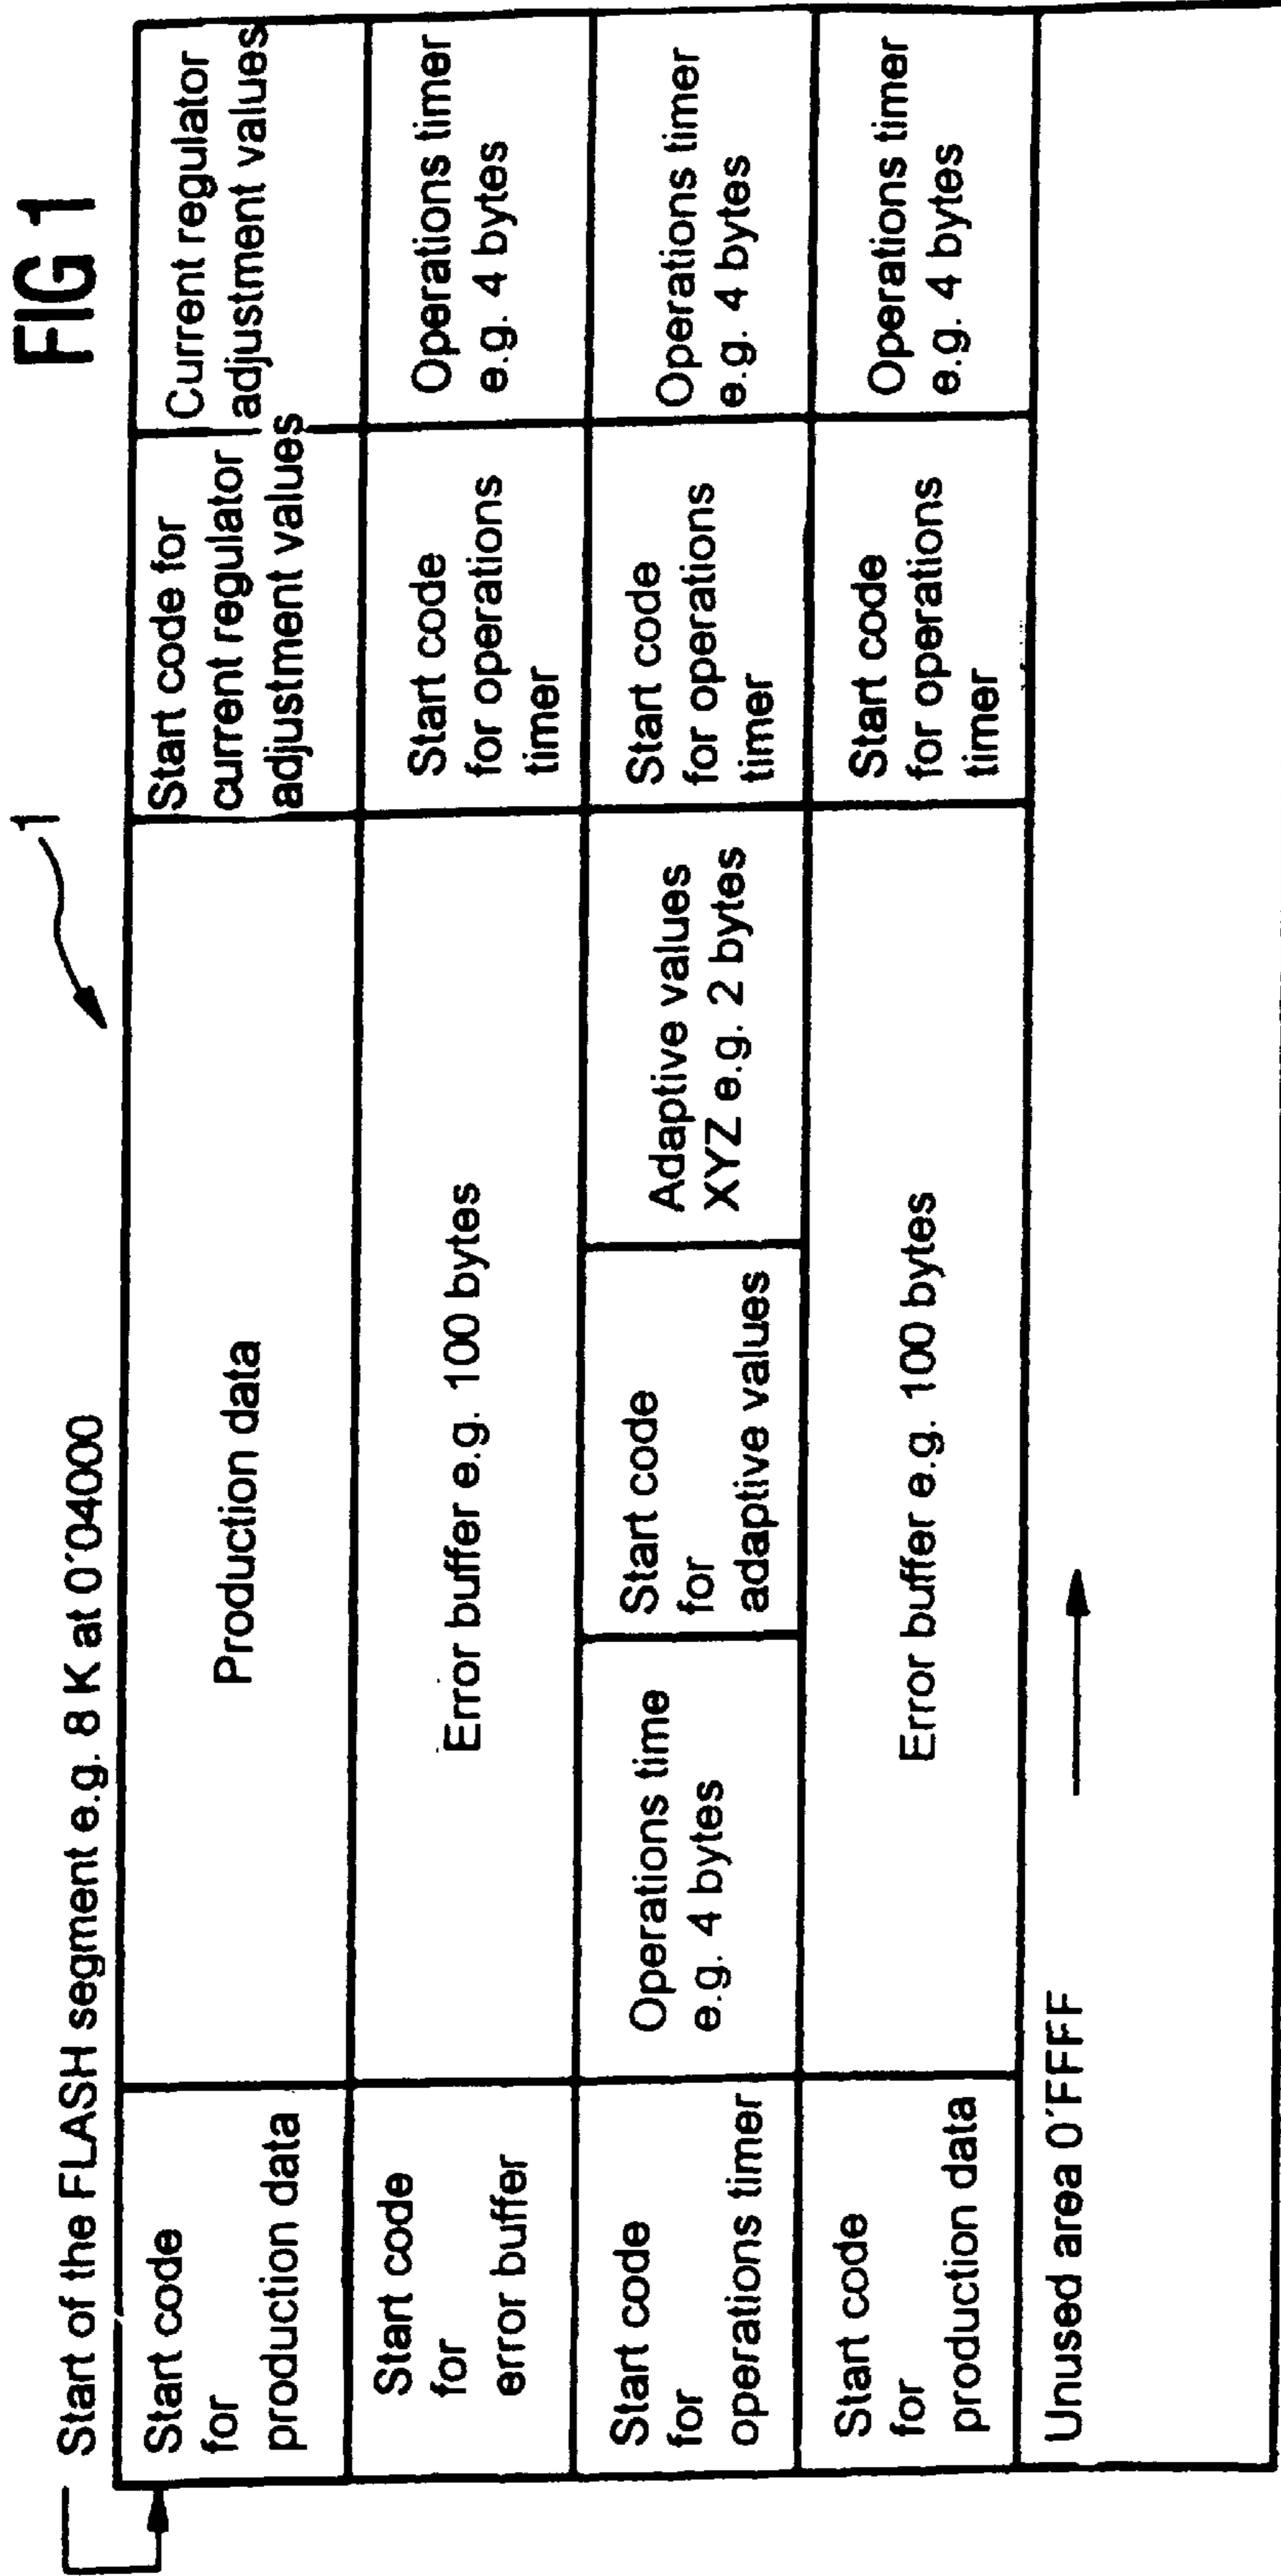 FIG 1
1
Start of the FLASH segment e.g. 8 K at 0'04000
Start code
for
production data
Production data
Start code for
current regulator
adjustment values
Current regulator
adjustment values
Start code
for
error buffer
Error buffer e.g. 100 bytes
Start code
for operations
timer
Operations timer
e.g. 4 bytes
Start code
for
operations timer
Operations time
e.g. 4 bytes
Start code
for
adaptive values
Adaptive values
XYZ e.g. 2 bytes
Start code
for operations
timer
Operations timer
e.g. 4 bytes
Start code
for
production data
Error buffer e.g. 100 bytes
Start code
for operations
timer
Operations timer
e.g. 4 bytes
Unused area 0'FFF